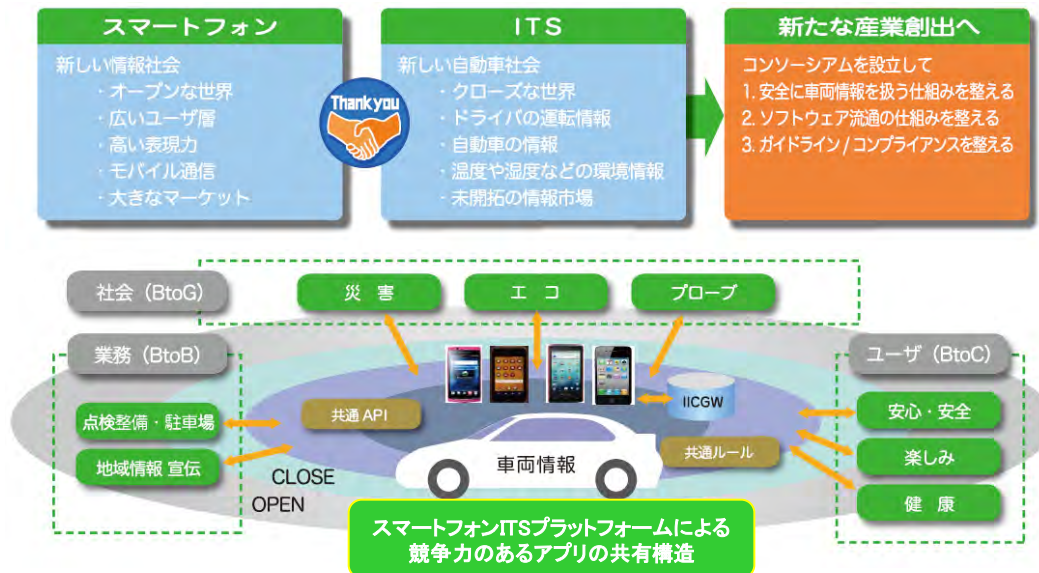 スマートフォン
新しい情報社会
・オープンな世界
・広いユーザ層
・高い表現力
・モバイル通信
・大きなマーケット
Thank you
ITS
新しい自動車社会
・クローズな世界
・ドライバの運転情報
・自動車の情報
・温度や湿度などの環境情報
・未開拓の情報市場
新たな産業創出へ
コンソーシアムを設立して
1. 安全に車両情報を扱う仕組みを整える
2. ソフトウェア流通の仕組みを整える
3. ガイドライン / コンプライアンスを整える
社会（BtoG）
災 害
エ コ
プローブ
業務（BtoB）
ユーザ（BtoC）
点検整備・駐車場
地域情報 宣伝
共通 API
IICGW
車両情報
共通ルール
安心・安全
楽しみ
健 康
CLOSE
OPEN
スマートフォンITSプラットフォームによる
競争力のあるアプリの共有構造